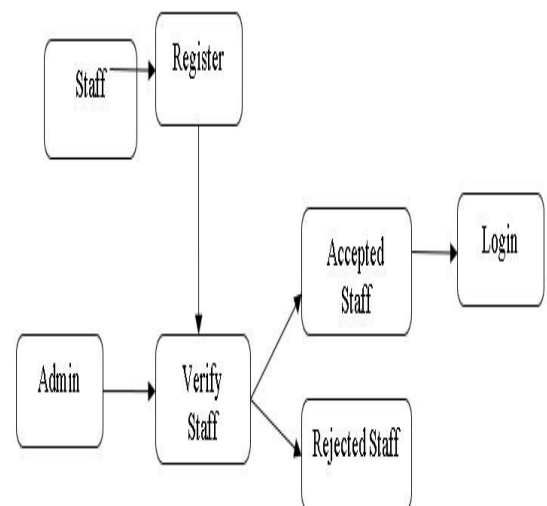 Staff
Register
Accepted
Staff
Login
Admin
Verify
Staff
Rejected Staff